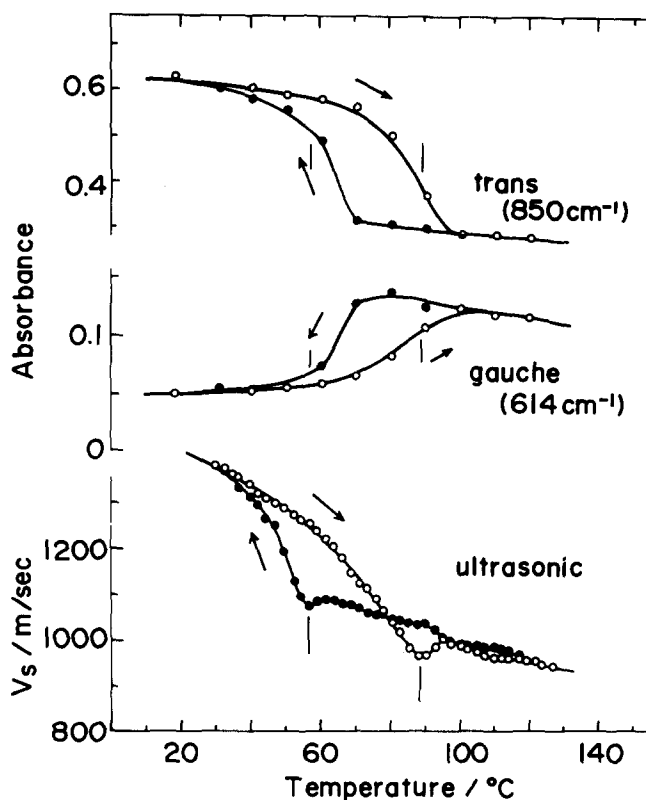 0.6
0.4
trans
(850cm⁻¹)
Absorbance
0.1
gauche
(614cm⁻¹)
0
1200
ultrasonic
Vs / m/sec
1000
800
20 60 100 140
Temperature / °C